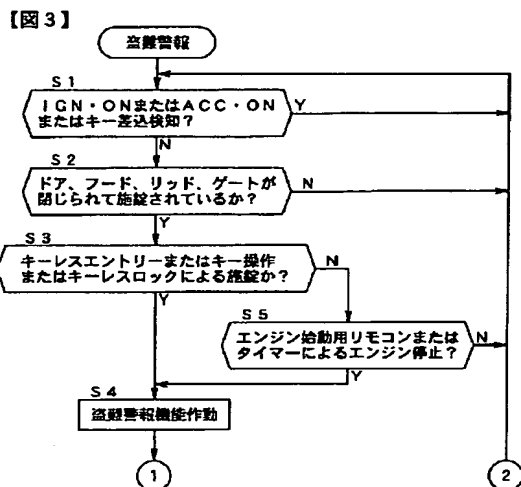 【図3】
盗難警報
S1
IGN・ONまたはACC・ON
またはキー差込検知?
Y
N
S2
ドア、フード、リッド、ゲートが
閉じられて施錠されているか?
N
Y
S3
キーレスエントリーまたはキー操作
またはキーレスロックによる施錠か?
N
Y
S5
エンジン始動用リモコンまたは
タイマーによるエンジン停止?
N
Y
S4
盗難警報機能作動
1
2